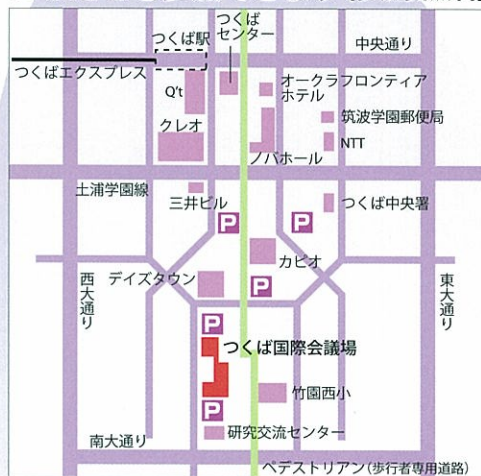 つくば駅
つくば
センター
中央通り
つくばエクスプレス
Q't
オークラフロンティア
ホテル
筑波学園郵便局
クレオ
NTT
ノバホール
土浦学園線
三井ビル
つくば中央署
P
P
カピオ
西大通り
デイズタウン
P
東大通り
P
つくば国際会議場
竹園西小
P
研究交流センター
南大通り
ペデストリアン(歩行者専用道路)